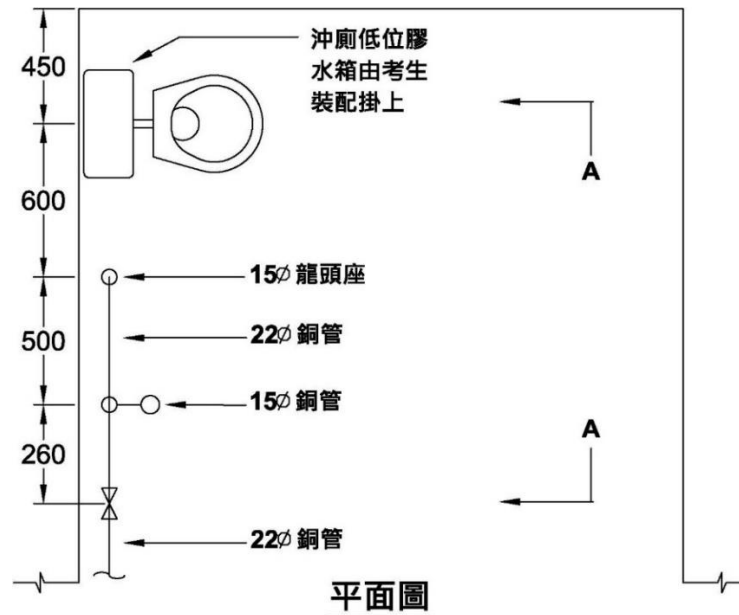 450
沖廁低位膠
水箱由考生
裝配掛上
A
600
15∅ 龍頭座
500
22∅ 銅管
15∅ 銅管
A
260
22∅ 銅管
平面圖